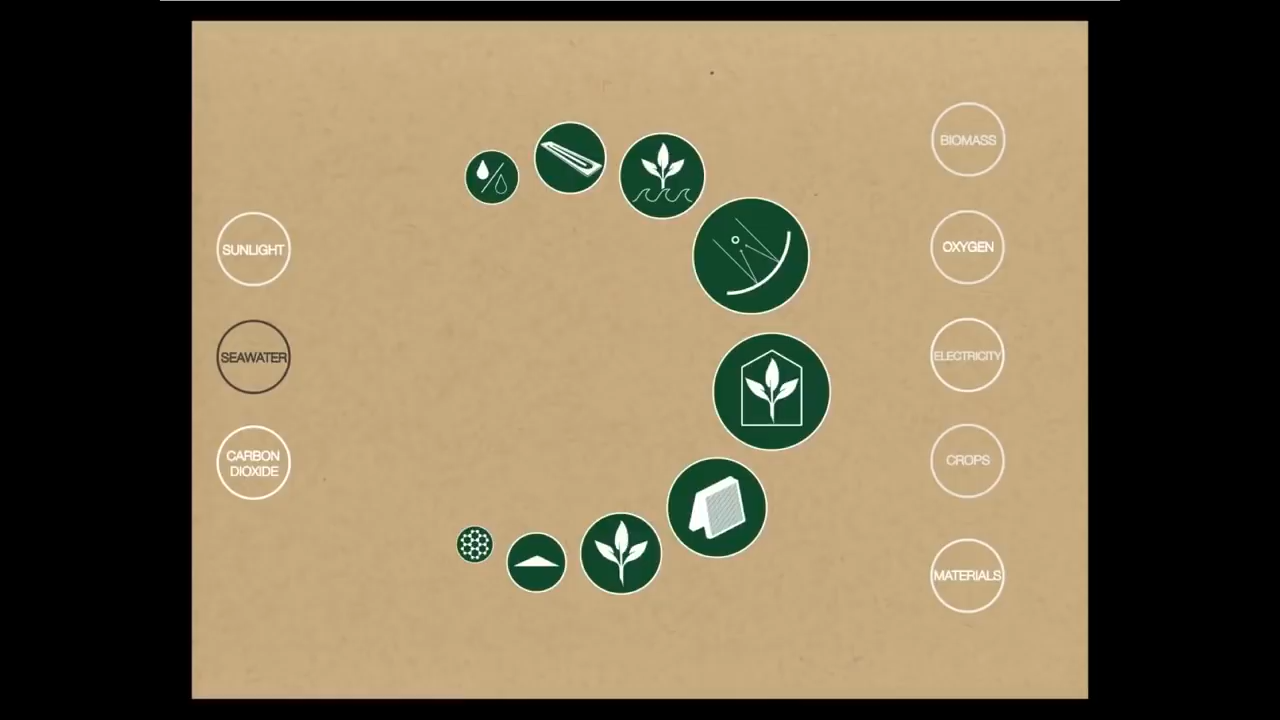 SUNLIGHT
SEAWATER
CARBON
DIOXIDE
BIOMASS
OXYGEN
ELECTRICITY
CROPS
MATERIALS